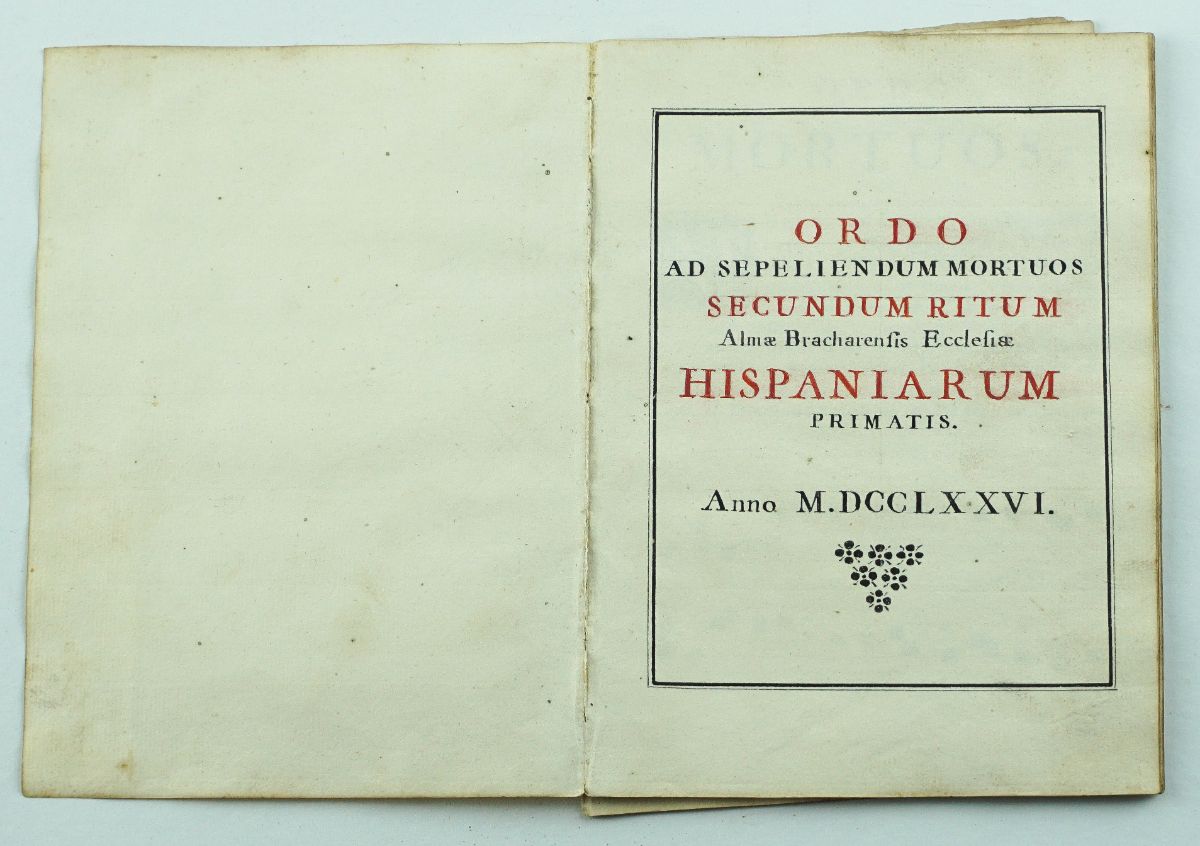 ORDO
AD SEPELIENDUM MORTUOS
SECUNDUM RITUM
Almæ Bracharenſis Eccleſiæ
HISPANIARUM
PRIMATIS.
Anno M.DCCLXXVI.